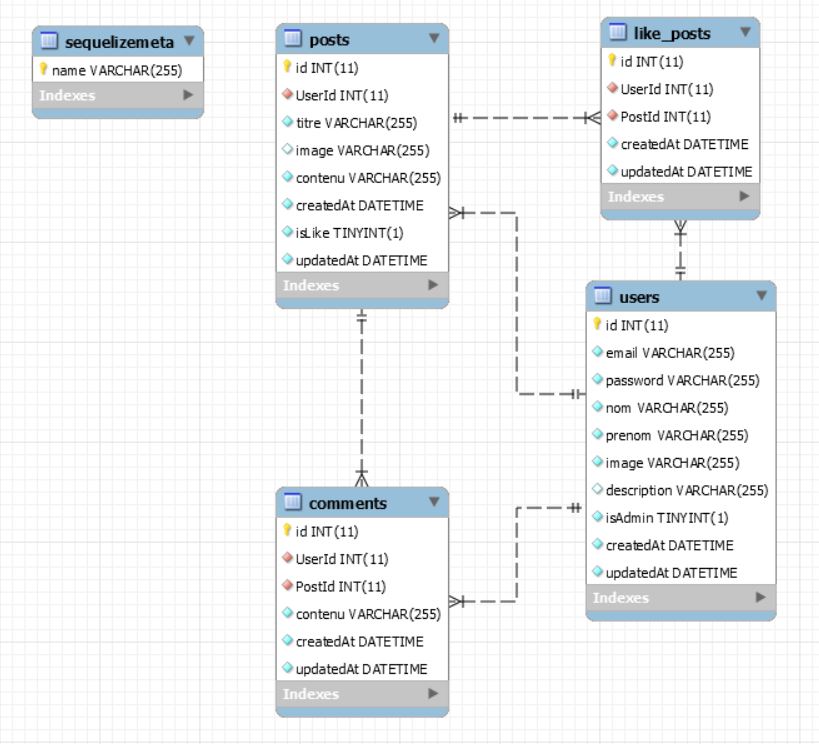 sequelizemeta
name VARCHAR(255)
Indexes
posts
id INT(11)
UserId INT(11)
titre VARCHAR(255)
image VARCHAR(255)
contenu VARCHAR(255)
createdAt DATETIME
isLike TINYINT(1)
updatedAt DATETIME
Indexes
like_posts
id INT(11)
UserId INT(11)
PostId INT(11)
createdAt DATETIME
updatedAt DATETIME
Indexes
users
id INT(11)
email VARCHAR(255)
password VARCHAR(255)
nom VARCHAR(255)
prenom VARCHAR(255)
image VARCHAR(255)
description VARCHAR(255)
isAdmin TINYINT(1)
createdAt DATETIME
updatedAt DATETIME
Indexes
comments
id INT(11)
UserId INT(11)
PostId INT(11)
contenu VARCHAR(255)
createdAt DATETIME
updatedAt DATETIME
Indexes